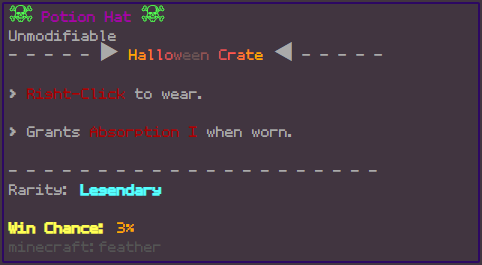 ☠ Potion Hat ☠
Unmodifiable
- - - - - ▶ Halloween Crate ◀ - - - - -
> Right-Click to wear.
> Grants Absorption I when worn.
- - - - - - - - - - - - - - - - - - - - - - -
Rarity: Legendary
Win Chance: 3%
minecraft:feather